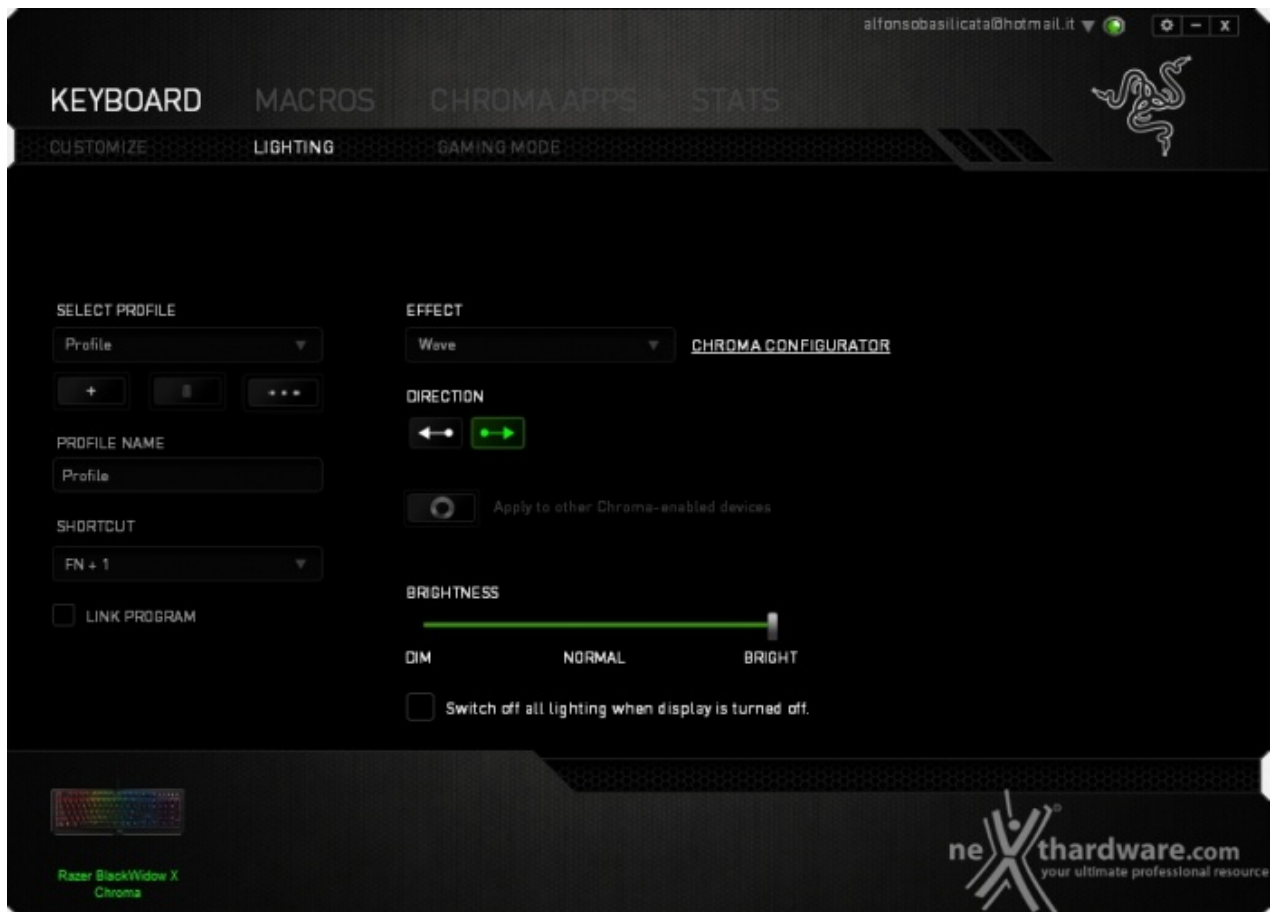 alfonsobasilicata@hotmail.it
KEYBOARD MACROS CHROMA APPS STATS
CUSTOMIZE LIGHTING GAMING MODE
SELECT PROFILE
Profile
PROFILE NAME
Profile
SHORTCUT
FN + 1
LINK PROGRAM
EFFECT
Wave
CHROMA CONFIGURATOR
DIRECTION
Apply to other Chroma-enabled devices
BRIGHTNESS
DIM NORMAL BRIGHT
Switch off all lighting when display is turned off.
Razer BlackWidow X
Chroma
neXthardware.com
your ultimate professional resource